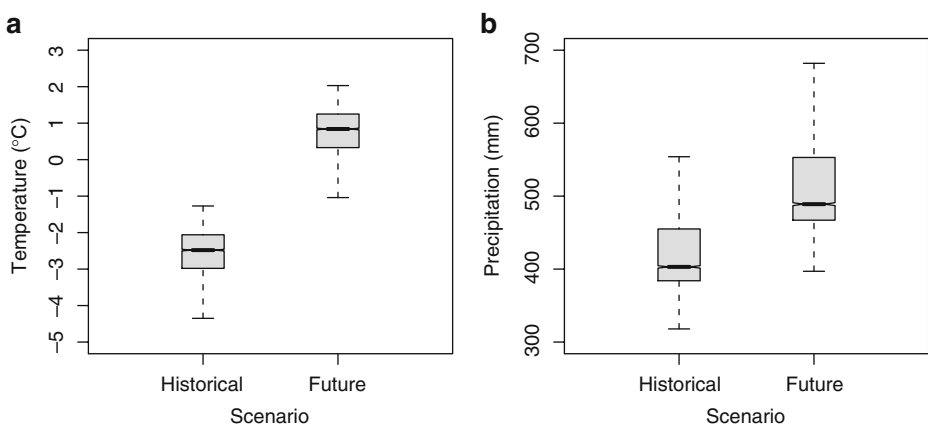 a
Temperature (°C)
3
2
1
0
−1
−2
−3
−4
−5
Historical Future
Scenario
b
Precipitation (mm)
700
600
500
400
300
Historical Future
Scenario